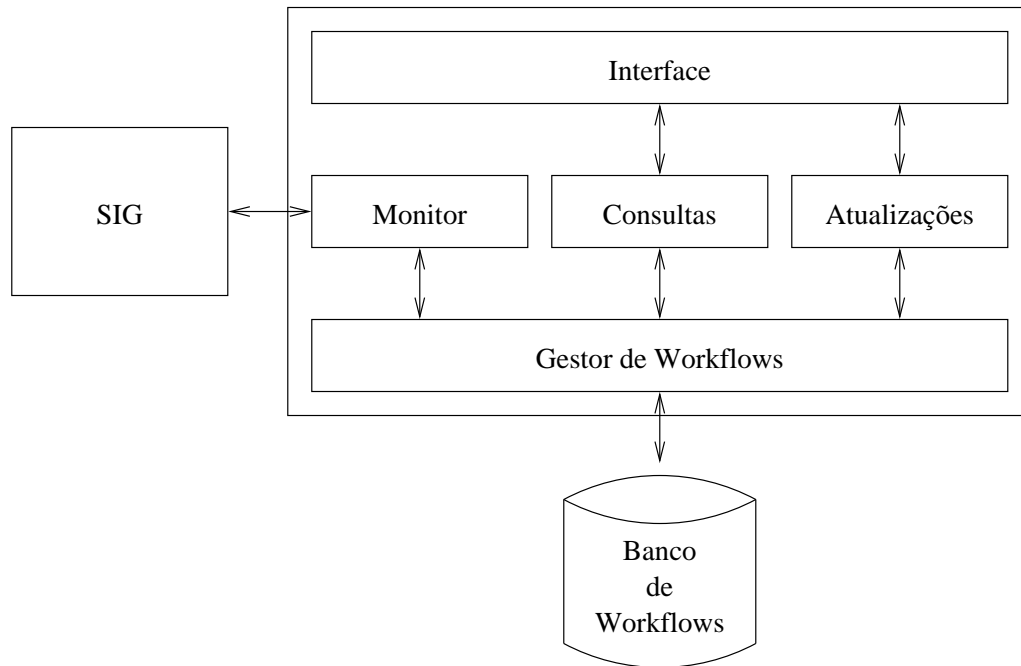 Interface
SIG
Monitor
Consultas
Atualizações
Gestor de Workflows
Banco
de
Workflows